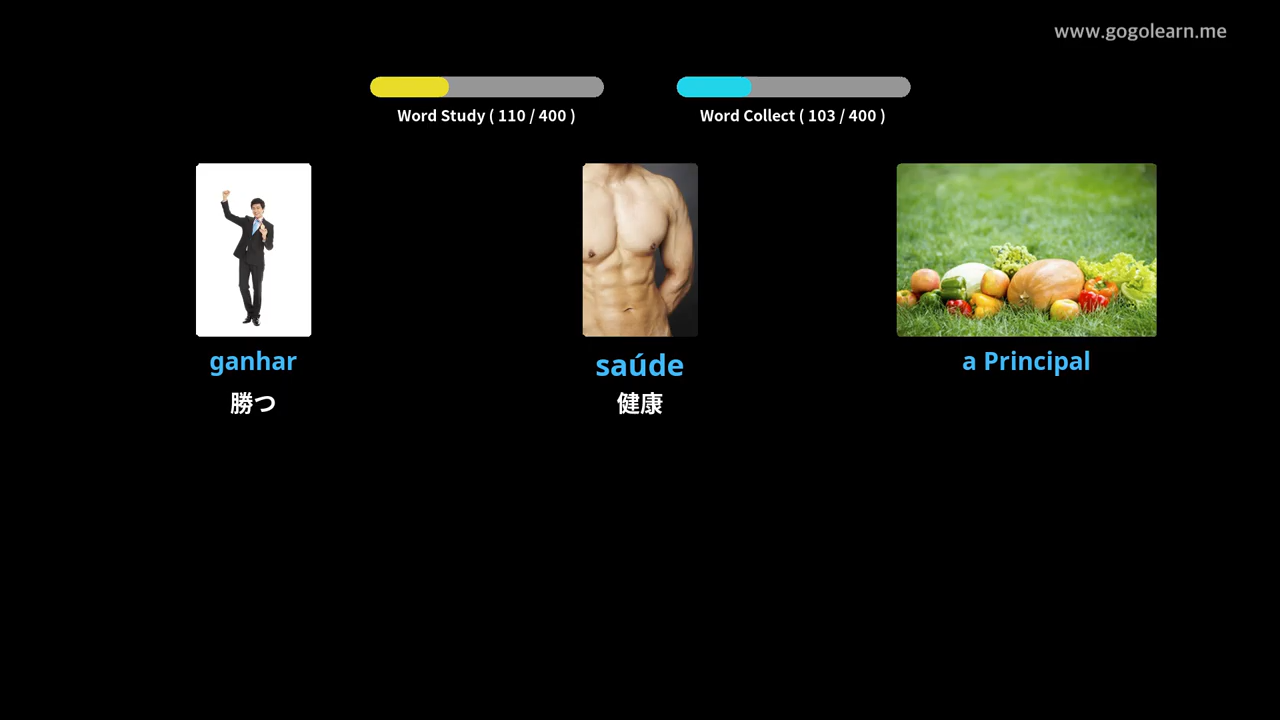 www.gogolearn.me
Word Study ( 110 / 400 )
Word Collect ( 103 / 400 )
ganhar
勝つ
saúde
健康
a Principal